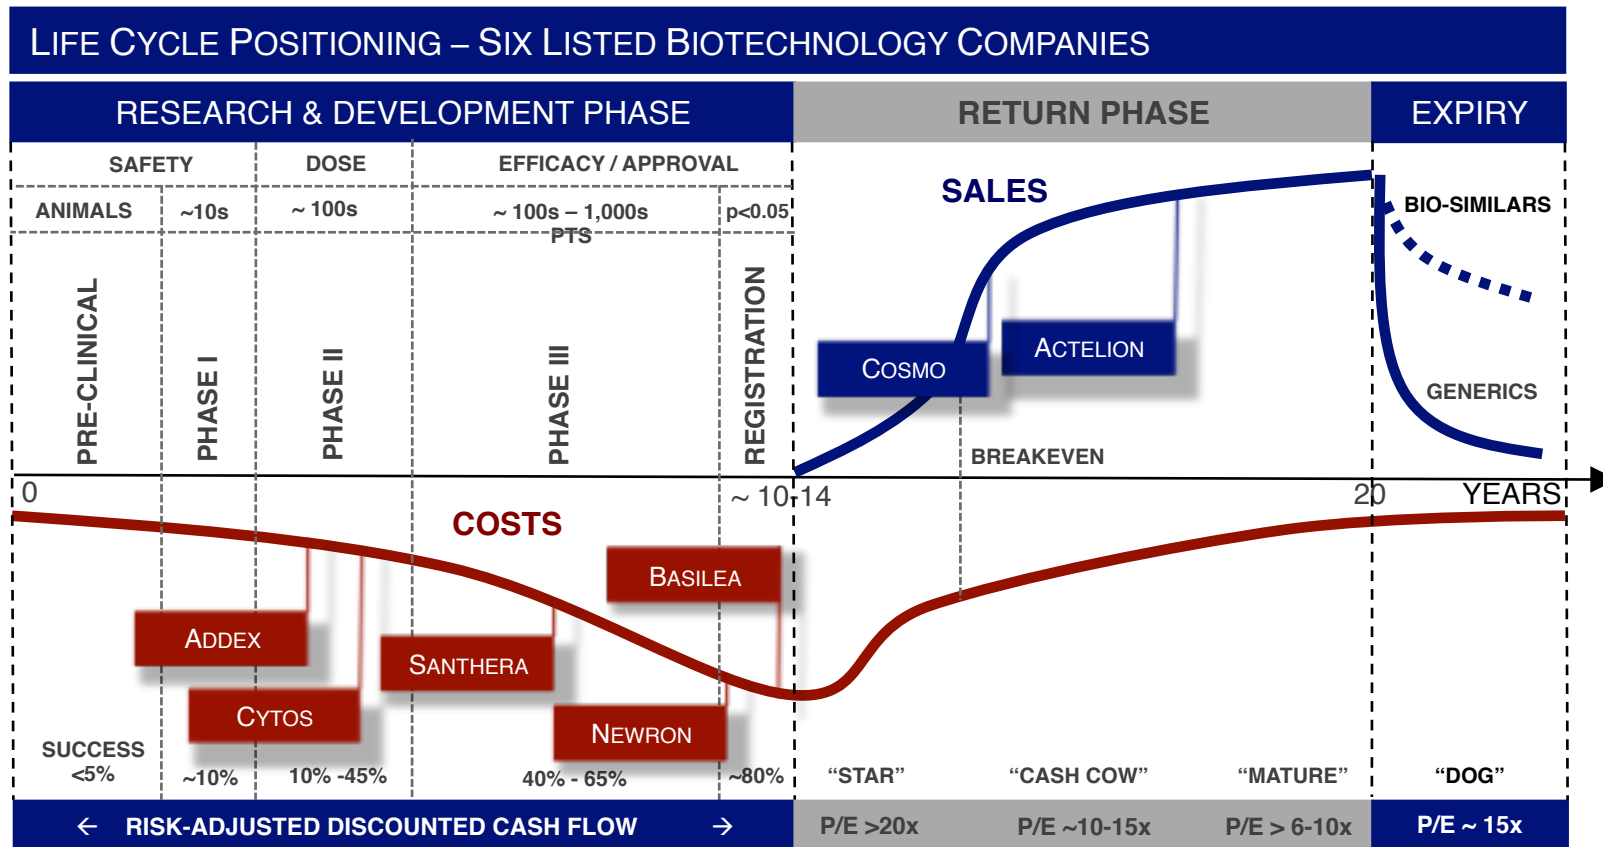 LIFE CYCLE POSITIONING – SIX LISTED BIOTECHNOLOGY COMPANIES
RESEARCH & DEVELOPMENT PHASE
RETURN PHASE
EXPIRY
SAFETY
DOSE
EFFICACY / APPROVAL
ANIMALS
~10s
~ 100s
~ 100s – 1,000s
PTS
p<0.05
SALES
BIO-SIMILARS
PRE-CLINICAL
PHASE I
PHASE II
PHASE III
REGISTRATION
COSMO
ACTELION
GENERICS
BREAKEVEN
0
~ 10-14
20
YEARS
COSTS
BASILEA
ADDEX
SANTHERA
CYTOS
NEWRON
SUCCESS
<5%
~10%
10% -45%
40% - 65%
~80%
“STAR”
“CASH COW”
“MATURE”
“DOG”
← RISK-ADJUSTED DISCOUNTED CASH FLOW →
P/E >20x
P/E ~10-15x
P/E > 6-10x
P/E ~ 15x